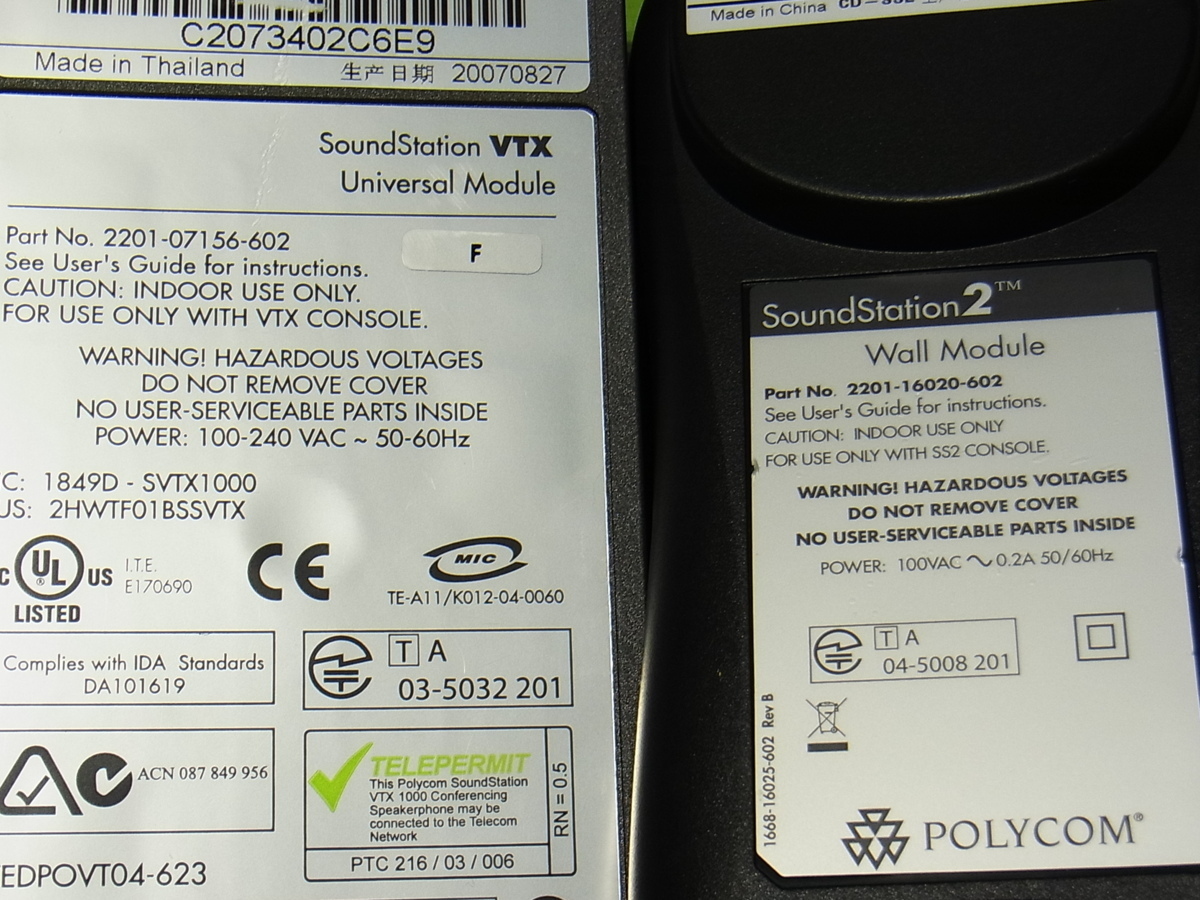 C2073402C6E9
Made in Thailand 生产日期 20070827
SoundStation VTX
Universal Module
Part No. 2201-07156-602
F
See User's Guide for instructions.
CAUTION: INDOOR USE ONLY.
FOR USE ONLY WITH VTX CONSOLE.
WARNING! HAZARDOUS VOLTAGES
DO NOT REMOVE COVER
NO USER-SERVICEABLE PARTS INSIDE
POWER: 100-240 VAC ~ 50-60Hz
C: 1849D - SVTX1000
US: 2HWTF01BSSVTX
C UL ® US
LISTED
I.T.E.
E170690
CE
MIC
TE-A11/K012-04-0060
Complies with IDA Standards
DA101619
T A
03-5032 201
ACN 087 849 956
TELEPERMIT
This Polycom SoundStation
VTX 1000 Conferencing
Speakerphone may be
connected to the Telecom
Network
RN = 0.5
PTC 216 / 03 / 006
EDPOVT04-623
Made in China
SoundStation2™
Wall Module
Part No. 2201-16020-602
See User's Guide for instructions.
CAUTION: INDOOR USE ONLY
FOR USE ONLY WITH SS2 CONSOLE.
WARNING! HAZARDOUS VOLTAGES
DO NOT REMOVE COVER
NO USER-SERVICEABLE PARTS INSIDE
POWER: 100VAC ~ 0.2A 50/60Hz
T A
04-5008 201
1668-16025-602 Rev B
POLYCOM®